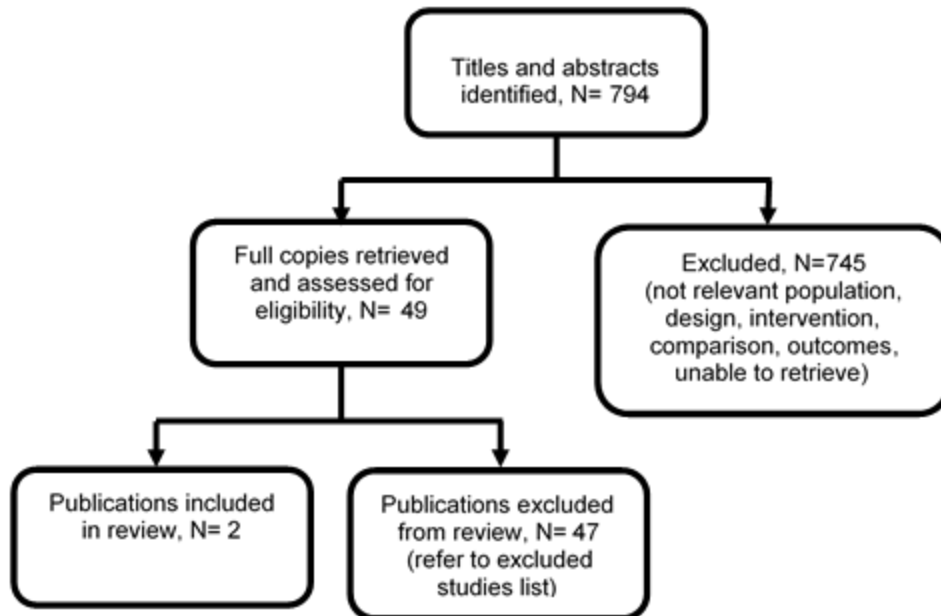 Titles and abstracts
identified, N= 794
Full copies retrieved
and assessed for
eligibility, N= 49
Excluded, N=745
(not relevant population,
design, intervention,
comparison, outcomes,
unable to retrieve)
Publications included
in review, N= 2
Publications excluded
from review, N= 47
(refer to excluded
studies list)